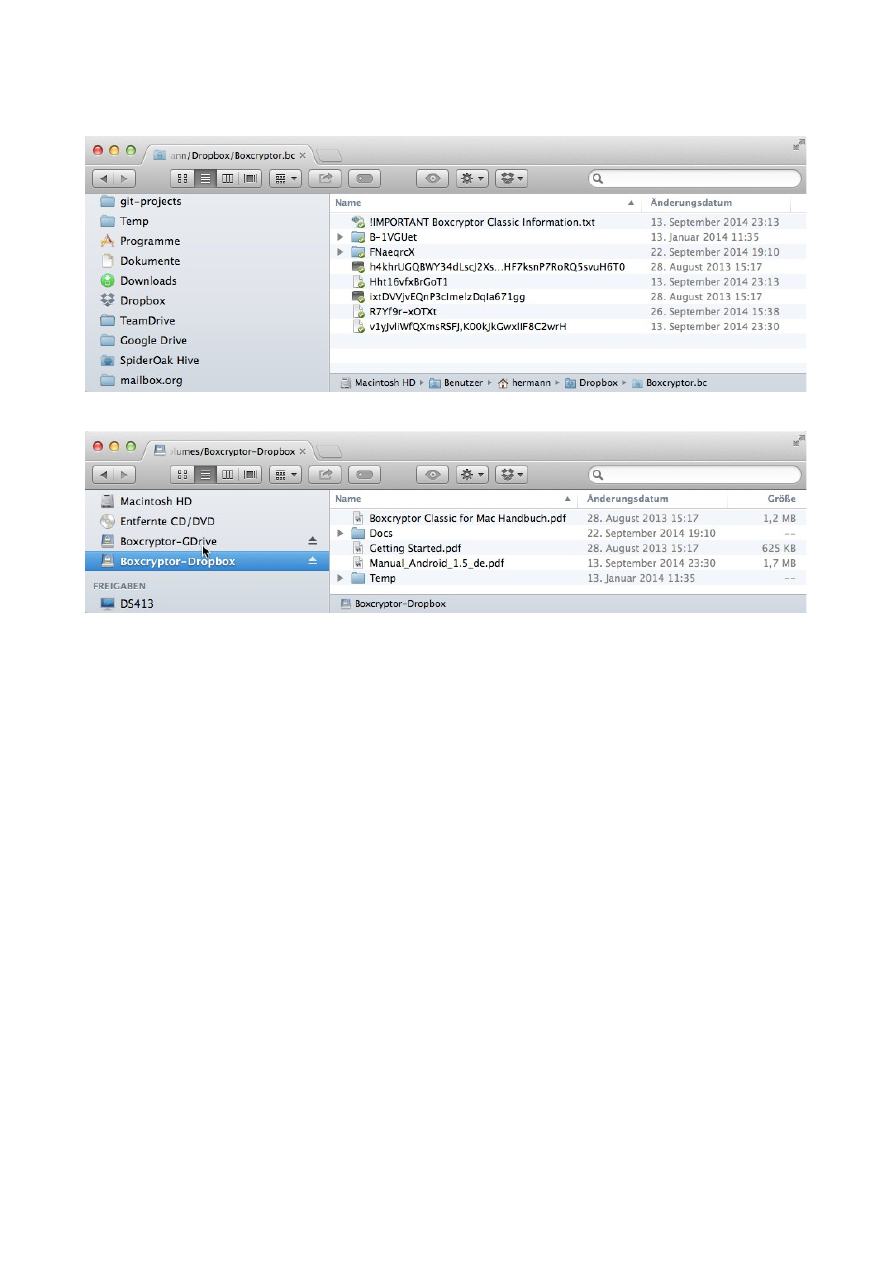 ann/Dropbox/Boxcryptor.bc
Name Änderungsdatum
git-projects
Temp
Programme
Dokumente
Downloads
Dropbox
TeamDrive
Google Drive
SpiderOak Hive
mailbox.org
!IMPORTANT Boxcryptor Classic Information.txt 13. September 2014 23:13
B-1VGUet 13. Januar 2014 11:35
FNaeqrcX 22. September 2014 19:10
28. August 2013 15:17
Hht16vfxBrGoT1 13. September 2014 23:13
28. August 2013 15:17
R7Yf9r-xOTXt 26. September 2014 15:38
13. September 2014 23:30
Macintosh HD Benutzer hermann Dropbox Boxcryptor.bc
lumes/Boxcryptor-Dropbox
Name Änderungsdatum Größe
Macintosh HD
Entfernte CD/DVD
Boxcryptor-GDrive
Boxcryptor-Dropbox
FREIGABEN
DS413
Boxcryptor Classic for Mac Handbuch.pdf 28. August 2013 15:17 1,2 MB
Docs 22. September 2014 19:10 --
Getting Started.pdf 28. August 2013 15:17 625 KB
Manual_Android_1.5_de.pdf 13. September 2014 23:30 1,7 MB
Temp 13. Januar 2014 11:35 --
Boxcryptor-Dropbox